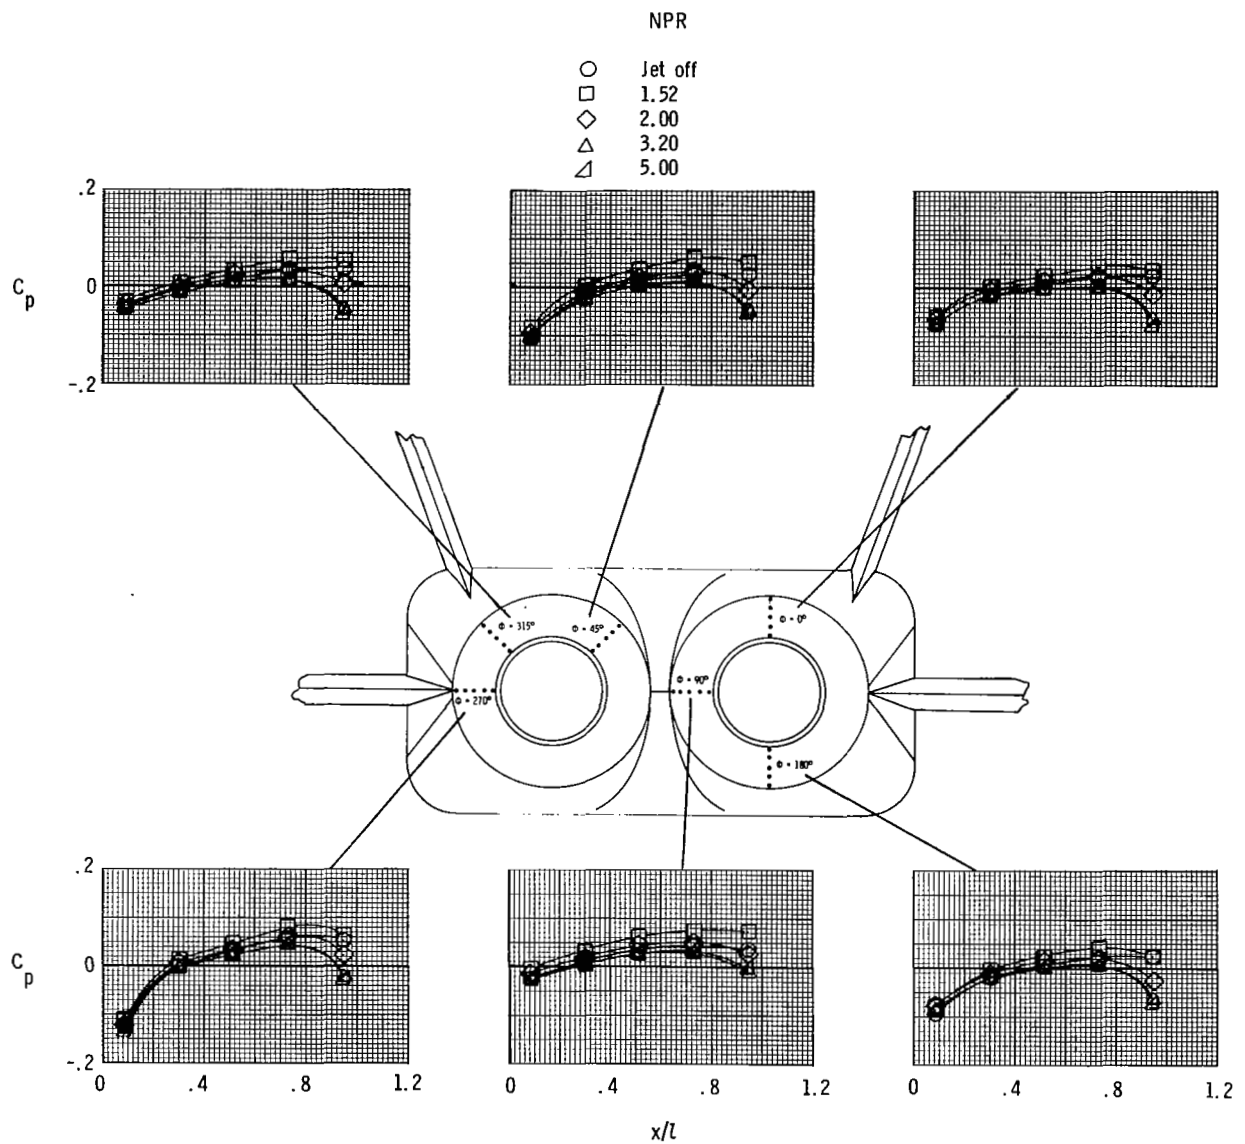 NPR
Jet off
1.52
2.00
3.20
5.00
.2
C_p
0
-.2
Φ = 315°
Φ = 45°
Φ = 0°
Φ = 270°
Φ = 90°
Φ = 180°
.2
C_p
0
-.2
0 .4 .8 1.2
0 .4 .8 1.2
0 .4 .8 1.2
x/l